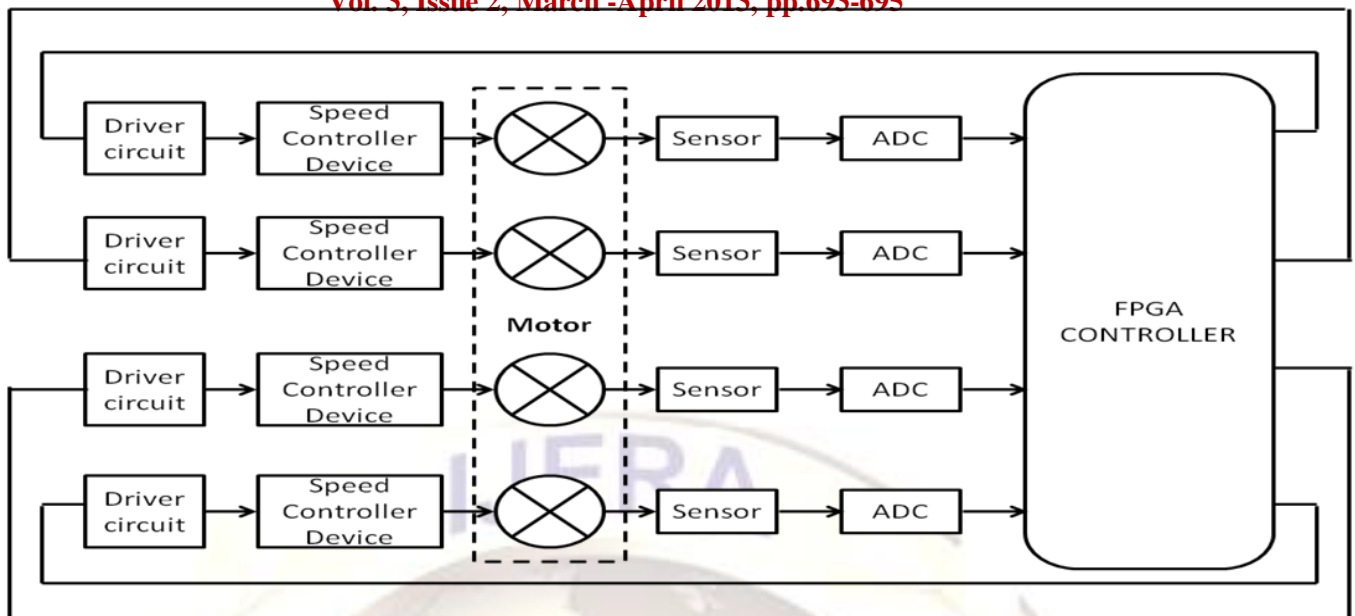 Vol. 3, Issue 2, March -April 2013, pp.693-695
Driver
circuit
Speed
Controller
Device
Sensor
ADC
Driver
circuit
Speed
Controller
Device
Sensor
ADC
Motor
FPGA
CONTROLLER
Driver
circuit
Speed
Controller
Device
Sensor
ADC
IJERA
Driver
circuit
Speed
Controller
Device
Sensor
ADC